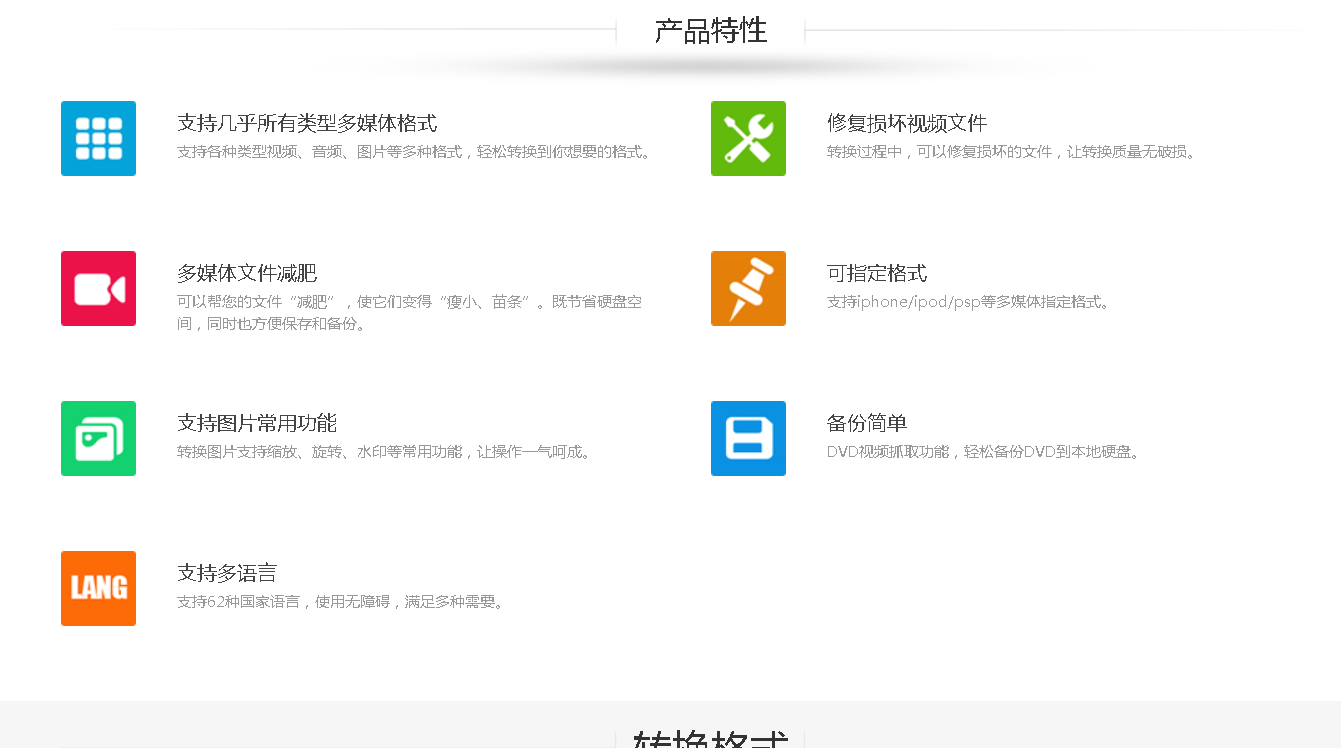 产品特性
支持几乎所有类型多媒体格式
支持各种类型视频、音频、图片等多种格式，轻松转换到你想要的格式。
修复损坏视频文件
转换过程中，可以修复损坏的文件，让转换质量无破损。
多媒体文件减肥
可以帮您的文件“减肥”，使它们变得“瘦小、苗条”。既节省硬盘空
间，同时也方便保存和备份。
可指定格式
支持iphone/ipod/psp等多媒体指定格式。
支持图片常用功能
转换图片支持缩放、旋转、水印等常用功能，让操作一气呵成。
备份简单
DVD视频抓取功能，轻松备份DVD到本地硬盘。
LANG
支持多语言
支持62种国家语言，使用无障碍，满足多种需要。
转换格式